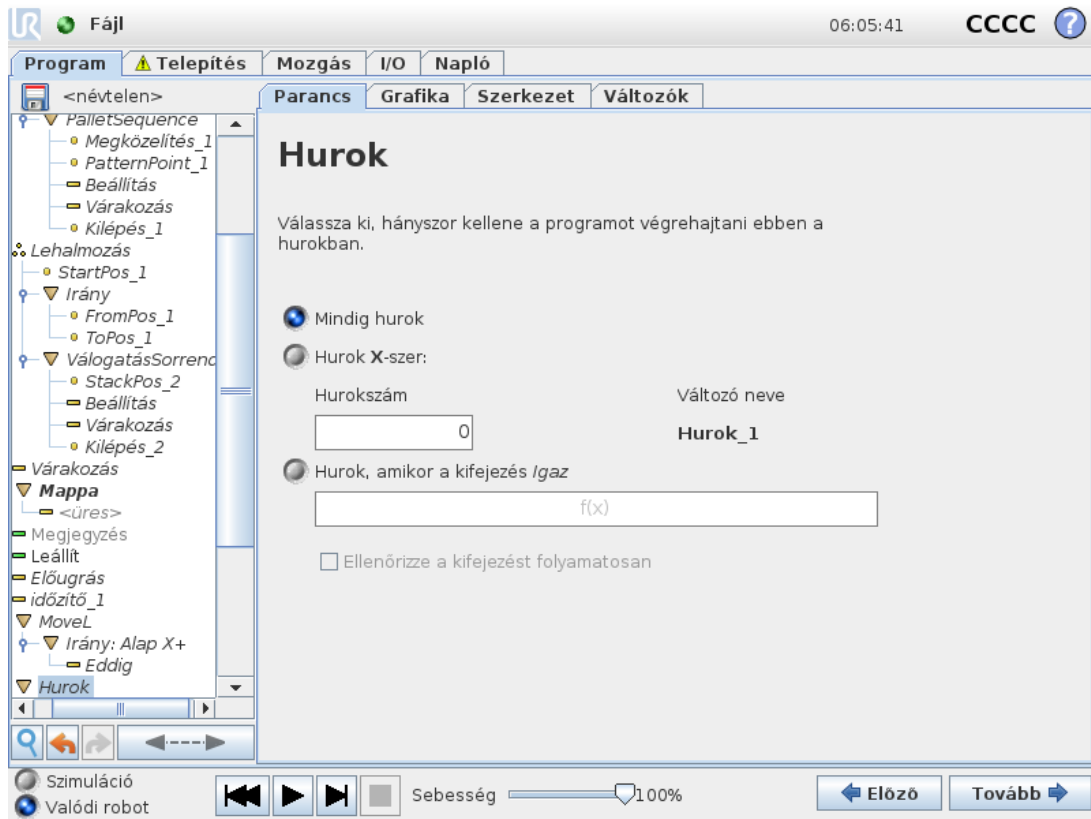 UR Fájl 06:05:41 CCCC ?
Program Telepítés Mozgás I/O Napló
<névtelen>
Parancs Grafika Szerkezet Változók
PalletSequence
Megközelítés_1
PatternPoint_1
Beállítás
Várakozás
Kilépés_1
Lehalmozás
StartPos_1
Irány
FromPos_1
ToPos_1
VálogatásSorrend
StackPos_2
Beállítás
Várakozás
Kilépés_2
Várakozás
Mappa
<üres>
Megjegyzés
Leállít
Előugrás
időzítő_1
MoveL
Irány: Alap X+
Eddig
Hurok
Hurok
Válassza ki, hányszor kellene a programot végrehajtani ebben a
hurokban.
Mindig hurok
Hurok X-szer:
Hurokszám Változó neve
0 Hurok_1
Hurok, amikor a kifejezés Igaz
f(x)
Ellenőrizze a kifejezést folyamatosan
Szimuláció
Valódi robot
Sebesség 100%
Előző Tovább